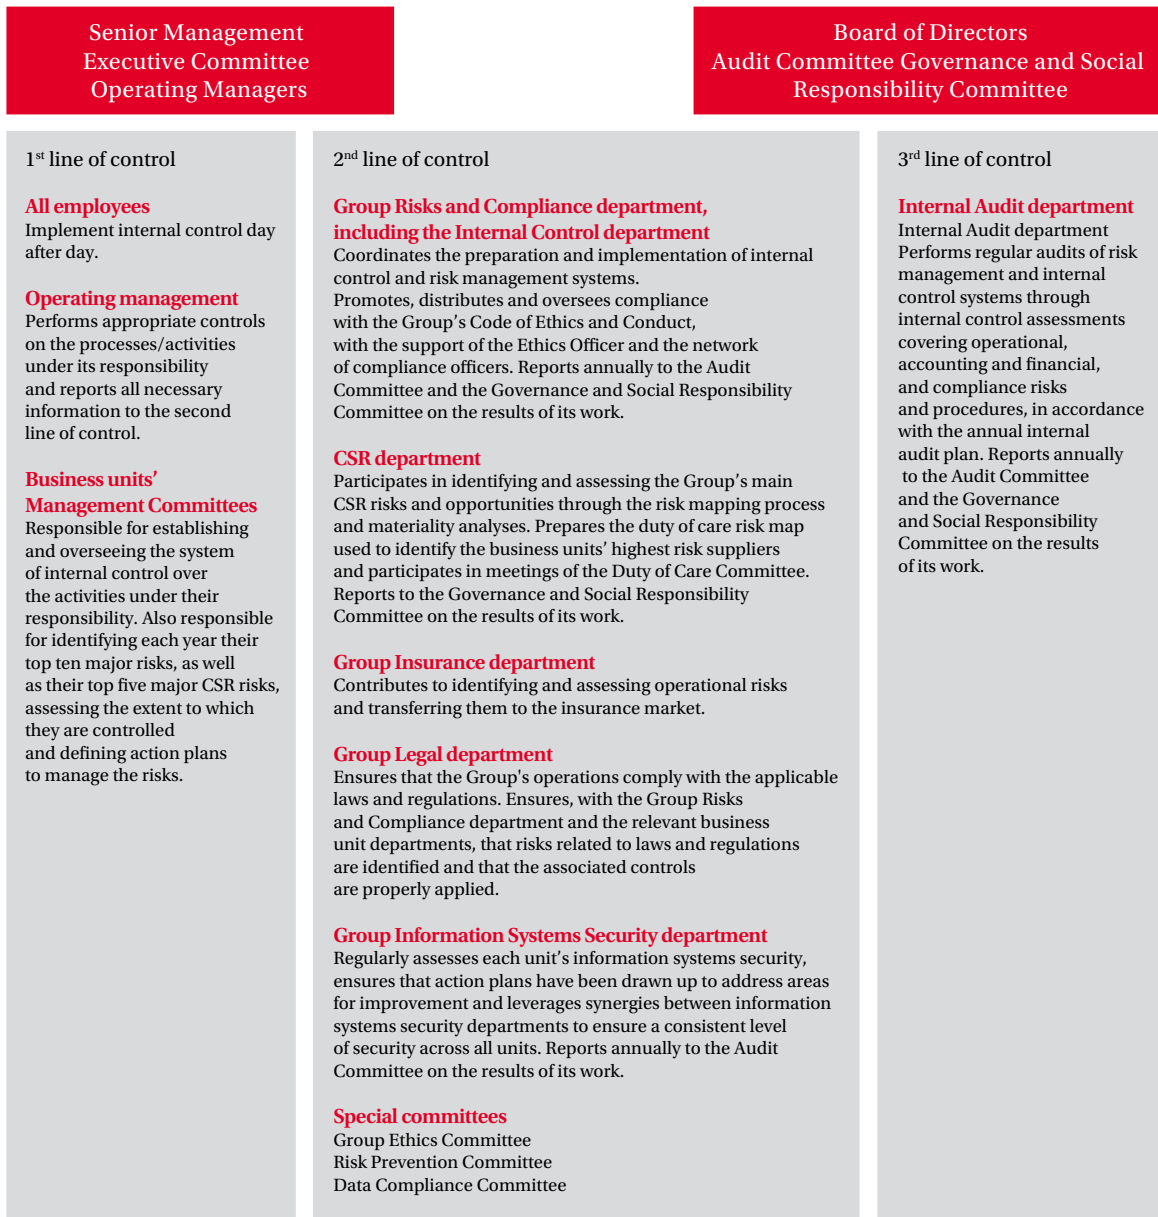 Senior Management
Executive Committee
Operating Managers
Board of Directors
Audit Committee Governance and Social
Responsibility Committee
1st line of control
All employees
Implement internal control day
after day.
Operating management
Performs appropriate controls
on the processes/activities
under its responsibility
and reports all necessary
information to the second
line of control.
Business units’
Management Committees
Responsible for establishing
and overseeing the system
of internal control over
the activities under their
responsibility. Also responsible
for identifying each year their
top ten major risks, as well
as their top five major CSR risks,
assessing the extent to which
they are controlled
and defining action plans
to manage the risks.
2nd line of control
Group Risks and Compliance department,
including the Internal Control department
Coordinates the preparation and implementation of internal
control and risk management systems.
Promotes, distributes and oversees compliance
with the Group’s Code of Ethics and Conduct,
with the support of the Ethics Officer and the network
of compliance officers. Reports annually to the Audit
Committee and the Governance and Social Responsibility
Committee on the results of its work.
CSR department
Participates in identifying and assessing the Group’s main
CSR risks and opportunities through the risk mapping process
and materiality analyses. Prepares the duty of care risk map
used to identify the business units’ highest risk suppliers
and participates in meetings of the Duty of Care Committee.
Reports to the Governance and Social Responsibility
Committee on the results of its work.
Group Insurance department
Contributes to identifying and assessing operational risks
and transferring them to the insurance market.
Group Legal department
Ensures that the Group's operations comply with the applicable
laws and regulations. Ensures, with the Group Risks
and Compliance department and the relevant business
unit departments, that risks related to laws and regulations
are identified and that the associated controls
are properly applied.
Group Information Systems Security department
Regularly assesses each unit’s information systems security,
ensures that action plans have been drawn up to address areas
for improvement and leverages synergies between information
systems security departments to ensure a consistent level
of security across all units. Reports annually to the Audit
Committee on the results of its work.
Special committees
Group Ethics Committee
Risk Prevention Committee
Data Compliance Committee
3rd line of control
Internal Audit department
Internal Audit department
Performs regular audits of risk
management and internal
control systems through
internal control assessments
covering operational,
accounting and financial,
and compliance risks
and procedures, in accordance
with the annual internal
audit plan. Reports annually
to the Audit Committee
and the Governance
and Social Responsibility
Committee on the results
of its work.